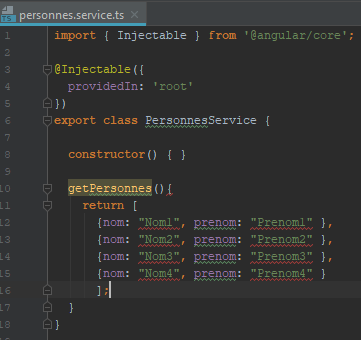 personnes.service.ts
1 import { Injectable } from '@angular/core';
2
3 @Injectable({
4 providedIn: 'root'
5 })
6 export class PersonnesService {
7
8 constructor() { }
9
10 getPersonnes(){
11 return [
12 {nom: "Nom1", prenom: "Prenom1" },
13 {nom: "Nom2", prenom: "Prenom2" },
14 {nom: "Nom3", prenom: "Prenom3" },
15 {nom: "Nom4", prenom: "Prenom4" }
16 ];
17 }
18 }